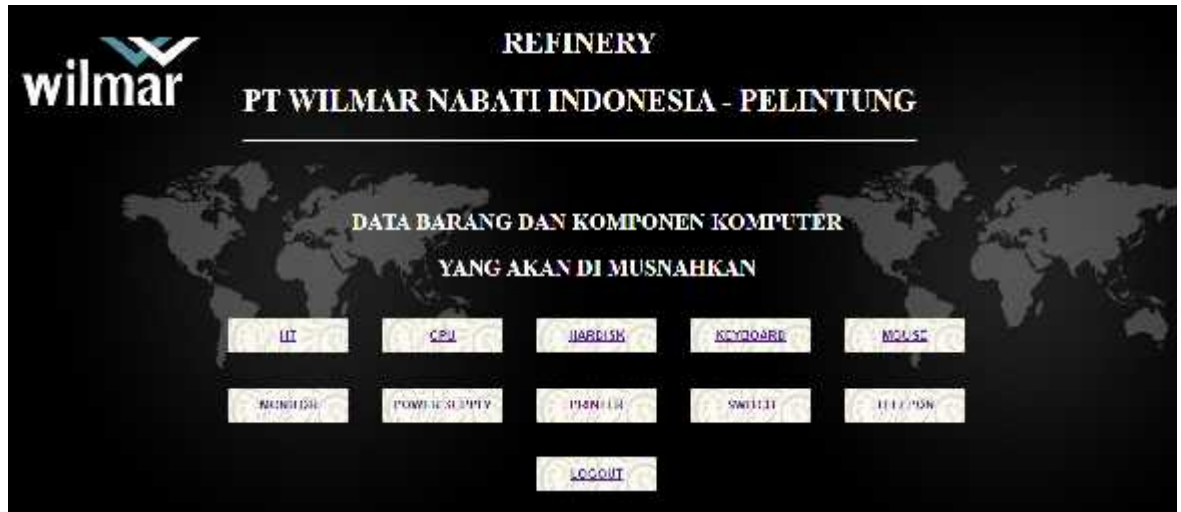 wilmar
REFINERY
PT WILMAR NABATI INDONESIA - PELINTUNG
DATA BARANG DAN KOMPONEN KOMPUTER
YANG AKAN DI MUSNAHKAN
HT CPU HARDISK KEYBOARD MOUSE
MONITOR POWER SUPPLY PRINTER SWITCH TELEPON
LOGOUT